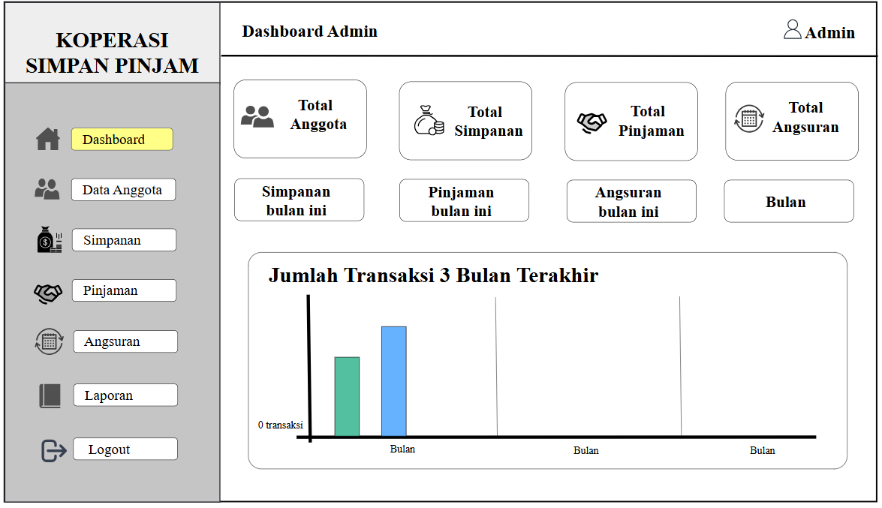 KOPERASI
SIMPAN PINJAM
Dashboard
Data Anggota
Simpanan
Pinjaman
Angsuran
Laporan
Logout
Dashboard Admin
Admin
Total
Anggota
Total
Simpanan
Total
Pinjaman
Total
Angsuran
Simpanan
bulan ini
Pinjaman
bulan ini
Angsuran
bulan ini
Bulan
Jumlah Transaksi 3 Bulan Terakhir
0 transaksi
Bulan
Bulan
Bulan